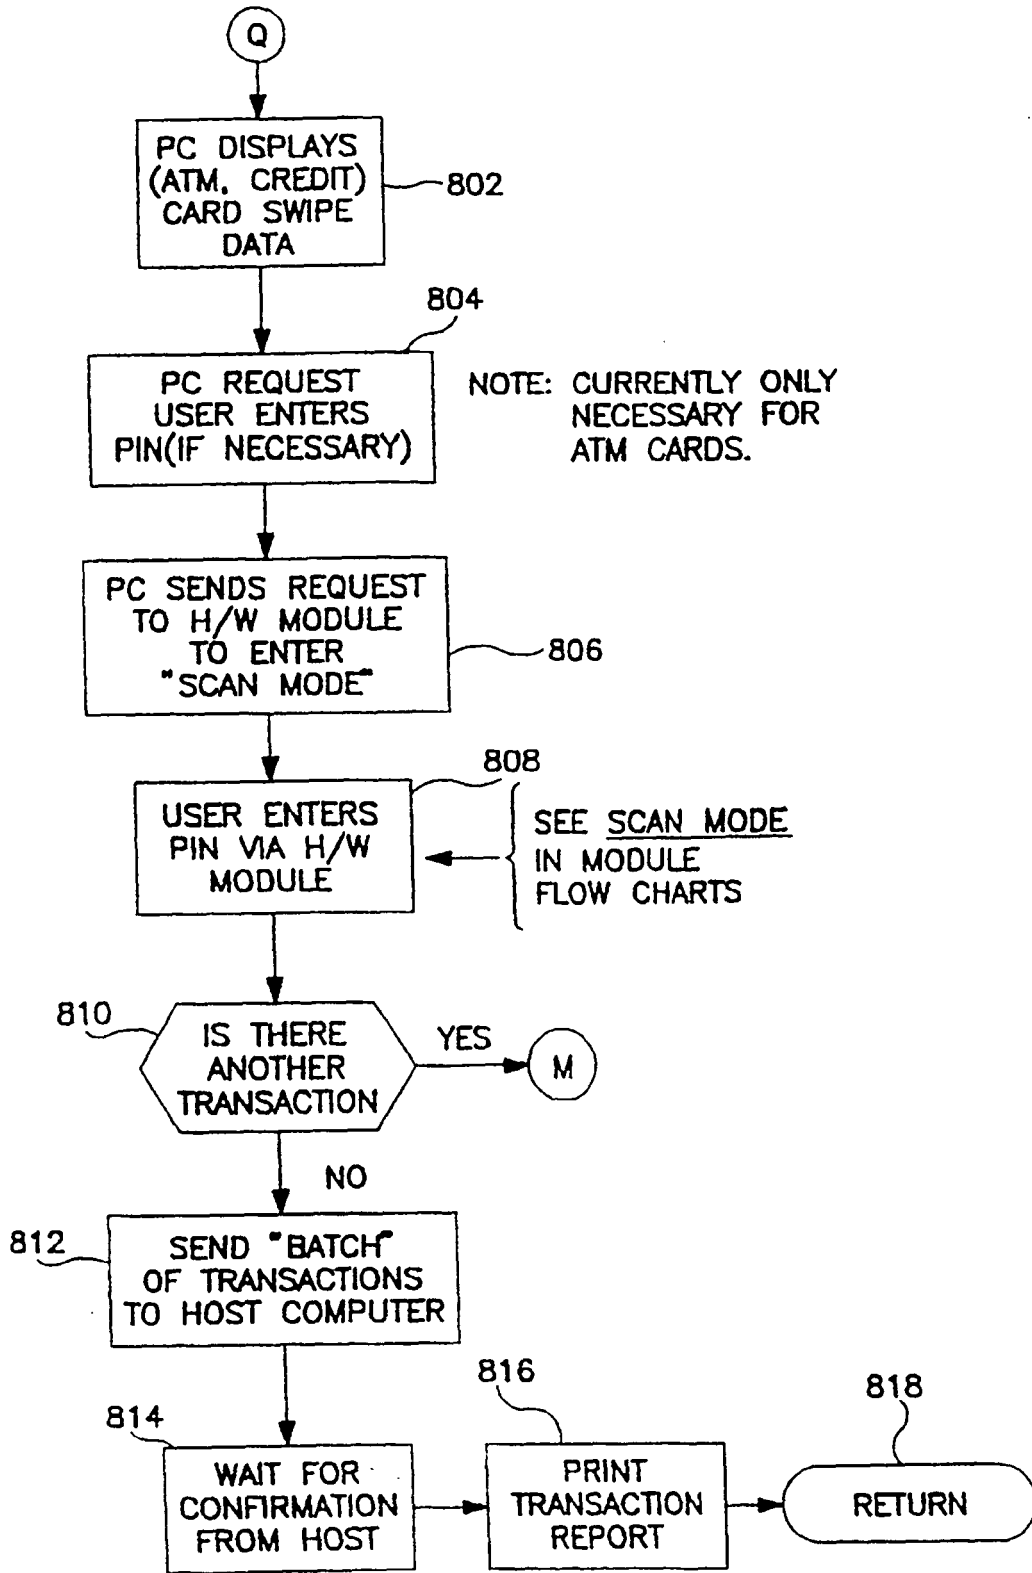 Q
PC DISPLAYS
(ATM, CREDIT)
CARD SWIPE
DATA
802
804
PC REQUEST
USER ENTERS
PIN(IF NECESSARY)
NOTE: CURRENTLY ONLY
NECESSARY FOR
ATM CARDS.
PC SENDS REQUEST
TO H/W MODULE
TO ENTER
"SCAN MODE"
806
808
USER ENTERS
PIN VIA H/W
MODULE
SEE SCAN MODE
IN MODULE
FLOW CHARTS
810
IS THERE
ANOTHER
TRANSACTION
YES
M
NO
812
SEND "BATCH"
OF TRANSACTIONS
TO HOST COMPUTER
814
WAIT FOR
CONFIRMATION
FROM HOST
816
PRINT
TRANSACTION
REPORT
818
RETURN